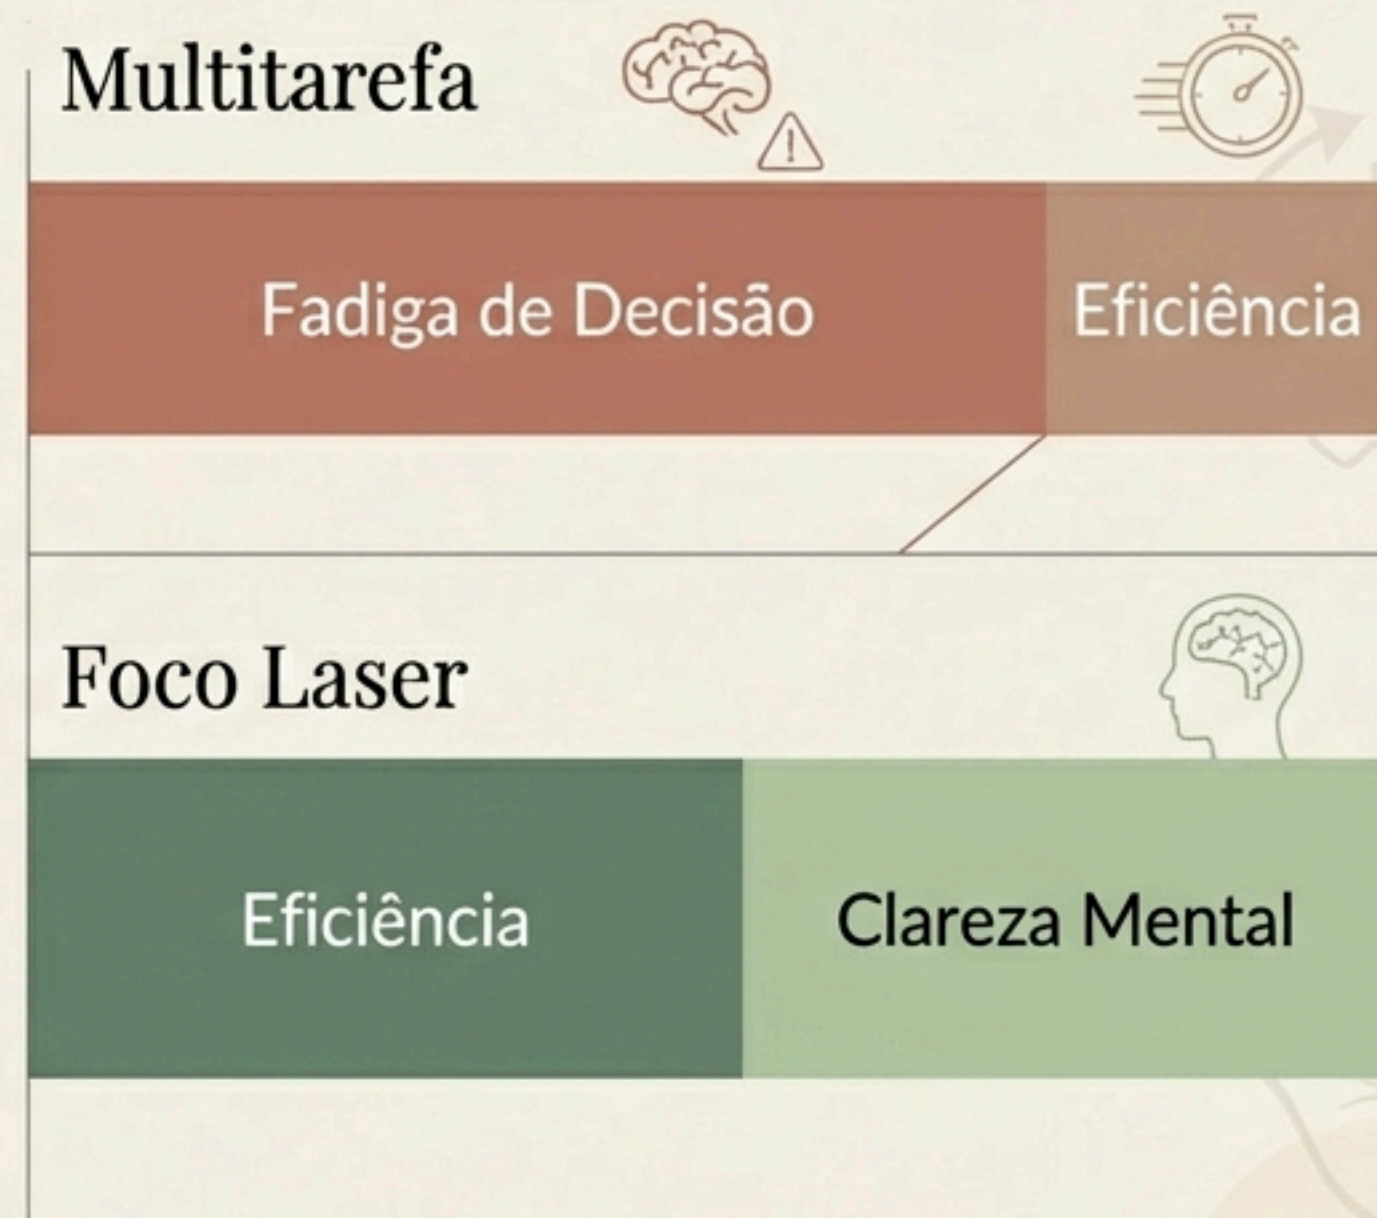 Multitarefa
Fadiga de Decisão
Eficiência
Foco Laser
Eficiência
Clareza Mental